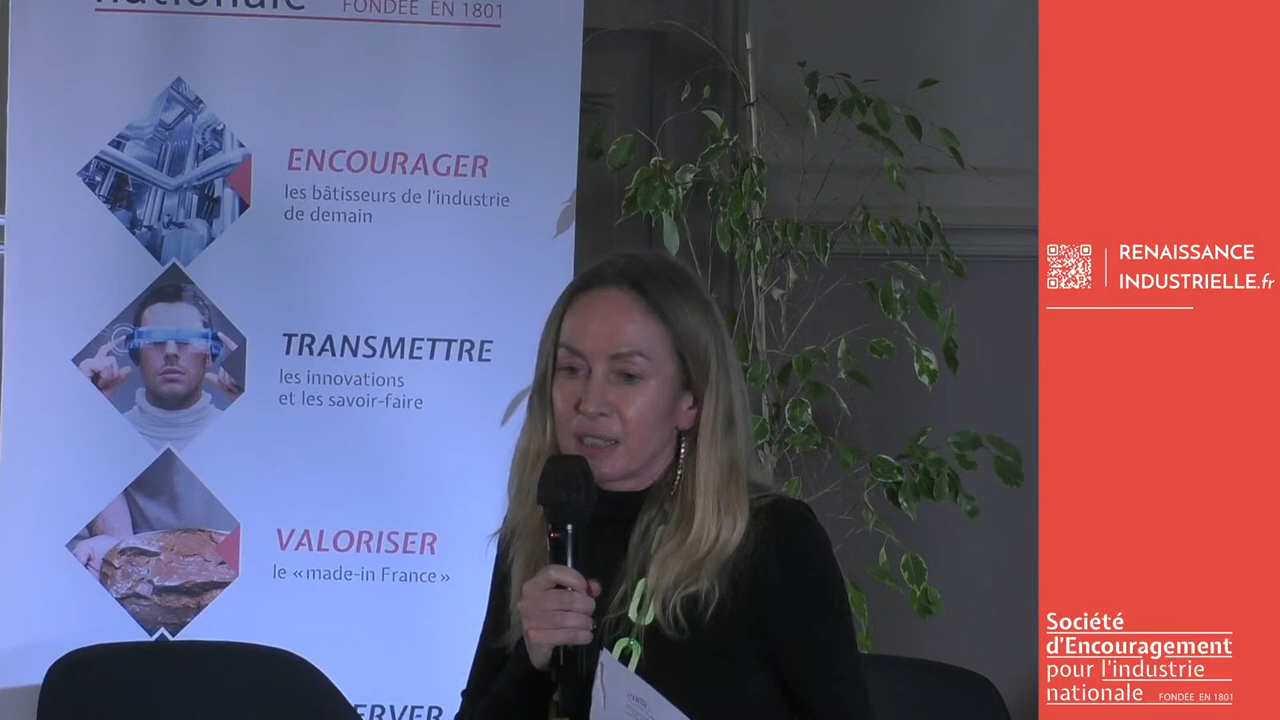 nationale FONDÉE EN 1801
ENCOURAGER
les bâtisseurs de l'industrie
de demain
TRANSMETTRE
les innovations
et les savoir-faire
VALORISER
le «made-in France»
RENAISSANCE
INDUSTRIELLE.fr
Société
d'Encouragement
pour l'industrie
nationale FONDÉE EN 1801